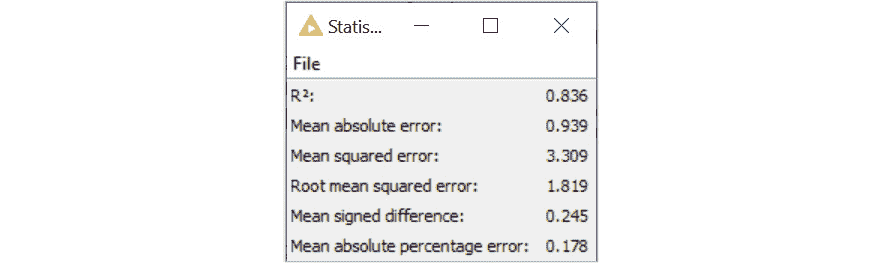 Statis...
File
R²: 0.836
Mean absolute error: 0.939
Mean squared error: 3.309
Root mean squared error: 1.819
Mean signed difference: 0.245
Mean absolute percentage error: 0.178